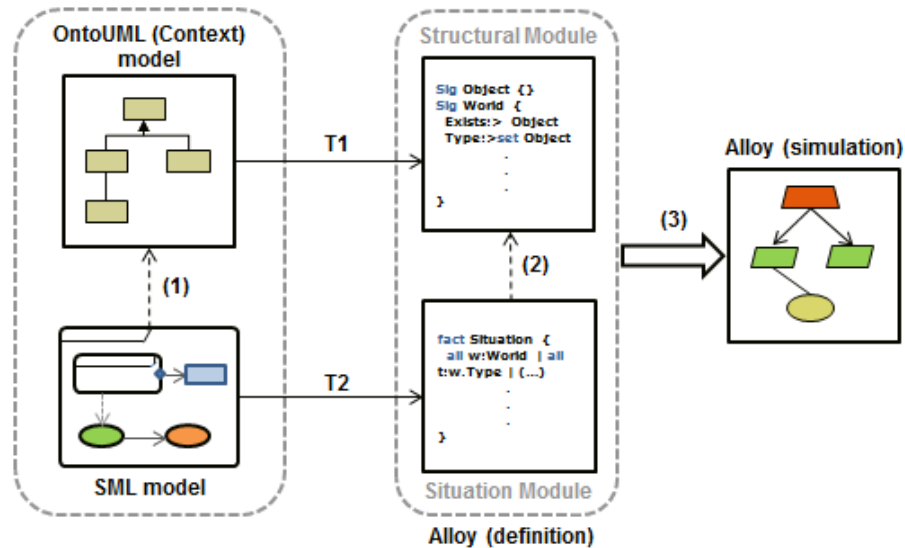 OntoUML (Context)
model
Structural Module
Sig Object {}
Sig World {
Exists:> Object
Type:>set Object
.
.
.
}
T1
Alloy (simulation)
(3)
(1)
(2)
fact Situation {
all w:World | all
t:w.Type | (...)
.
.
.
}
T2
SML model
Situation Module
Alloy (definition)